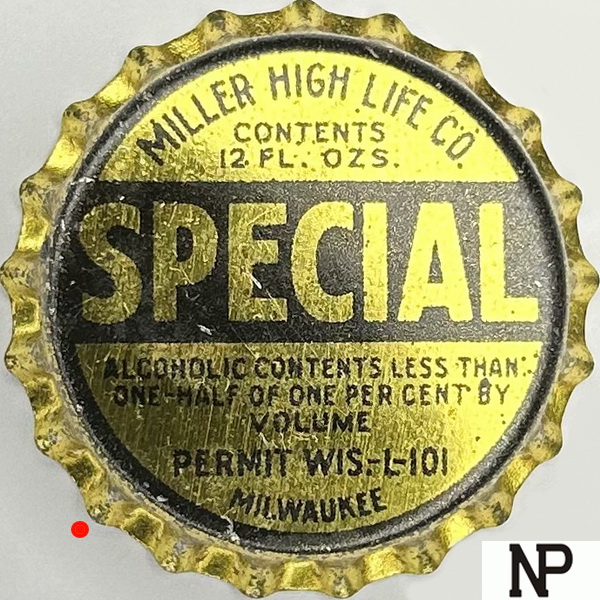 MILLER HIGH LIFE CO.
CONTENTS
12 FL. OZS.
SPECIAL
ALCOHOLIC CONTENTS LESS THAN
ONE-HALF OF ONE PER CENT BY
VOLUME
PERMIT WIS-L-101
MILWAUKEE
NP